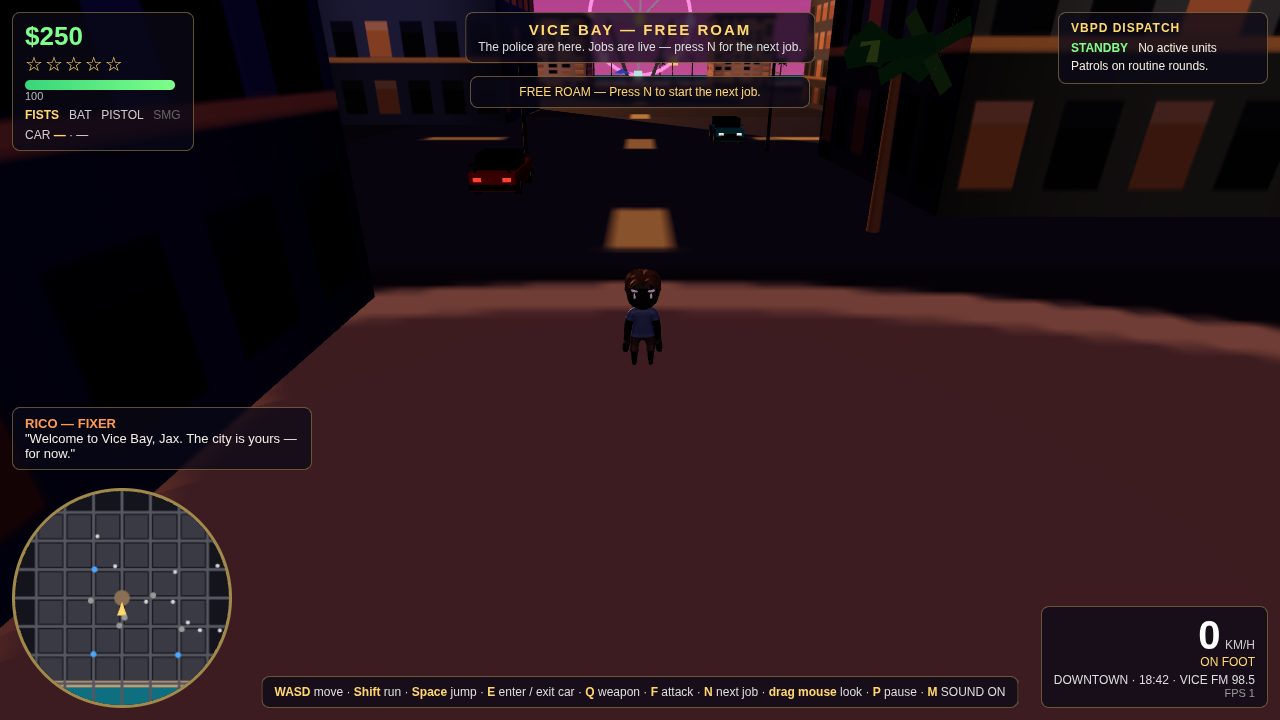 $250
☆☆☆☆☆
100
FISTS BAT PISTOL SMG
CAR — · —
VICE BAY — FREE ROAM
The police are here. Jobs are live — press N for the next job.
FREE ROAM — Press N to start the next job.
VBPD DISPATCH
STANDBY No active units
Patrols on routine rounds.
RICO — FIXER
"Welcome to Vice Bay, Jax. The city is yours —
for now."
WASD move · Shift run · Space jump · E enter / exit car · Q weapon · F attack · N next job · drag mouse look · P pause · M SOUND ON
0 KM/H
ON FOOT
DOWNTOWN · 18:42 · VICE FM 98.5
FPS 1